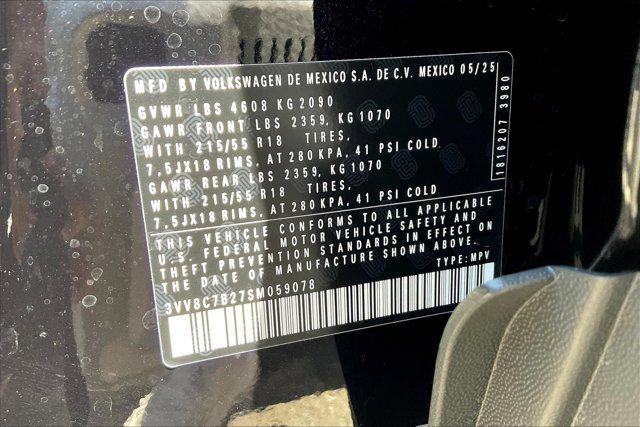 MFD BY VOLKSWAGEN DE MEXICO S.A. DE C.V. MEXICO 05/25
GVWR LBS 4608 KG 2090
GAWR FRONT LBS 2359, KG 1070
WITH 215/55 R18 TIRES,
7,5JX18 RIMS, AT 280 KPA, 41 PSI COLD
GAWR REAR LBS 2359, KG 1070
WITH 215/55 R18 TIRES,
7,5JX18 RIMS, AT 280 KPA, 41 PSI COLD
THIS VEHICLE CONFORMS TO ALL APPLICABLE
U.S. FEDERAL MOTOR VEHICLE SAFETY AND
THEFT PREVENTION STANDARDS IN EFFECT ON
THE DATE OF MANUFACTURE SHOWN ABOVE.
3VV8C7B27SM059078 TYPE: MPV
1816207 3980